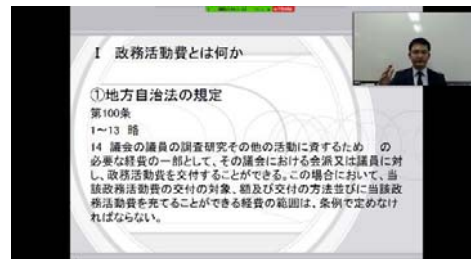 Ⅰ 政務活動費とは何か
①地方自治法の規定
第100条
1～13 略
14 議会の議員の調査研究その他の活動に資するため の
必要な経費の一部として、その議会における会派又は議員に対
し、政務活動費を交付することができる。この場合において、当
該政務活動費の交付の対象、額及び交付の方法並びに当該政
務活動費を充てることができる経費の範囲は、条例で定めなけ
ればならない。